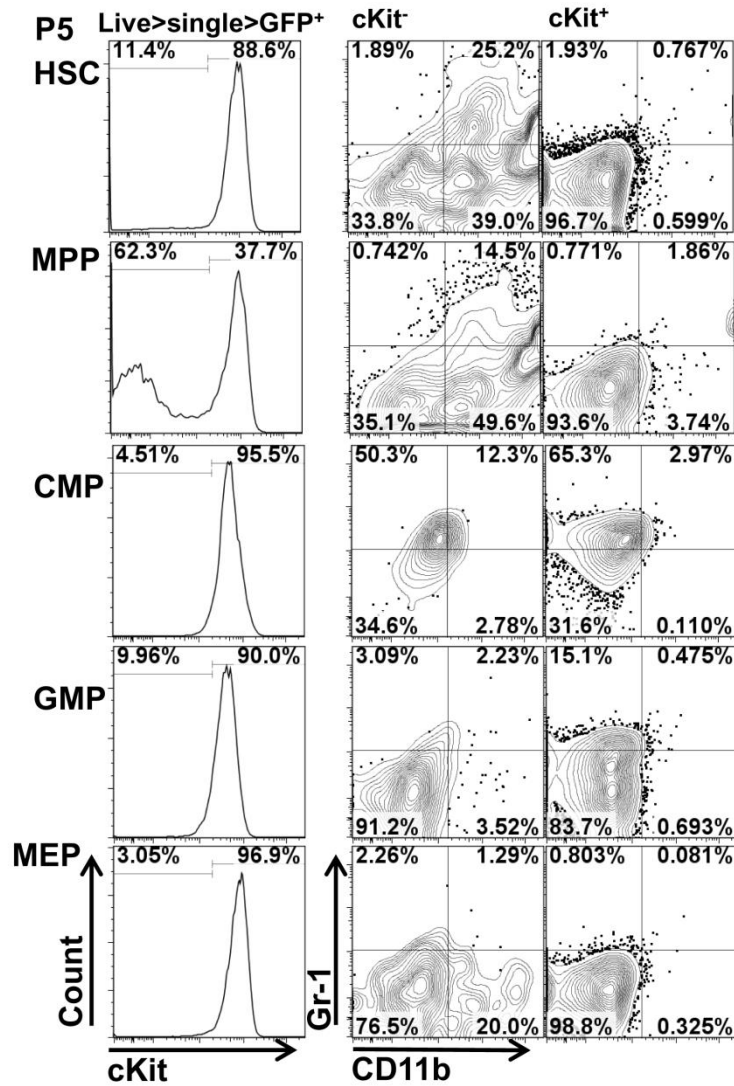 P5 Live>single>GFP⁺ cKit⁻ cKit⁺
HSC 11.4% 88.6% 1.89% 25.2% 1.93% 0.767%
33.8% 39.0% 96.7% 0.599%
MPP 62.3% 37.7% 0.742% 14.5% 0.771% 1.86%
35.1% 49.6% 93.6% 3.74%
CMP 4.51% 95.5% 50.3% 12.3% 65.3% 2.97%
34.6% 2.78% 31.6% 0.110%
GMP 9.96% 90.0% 3.09% 2.23% 15.1% 0.475%
91.2% 3.52% 83.7% 0.693%
MEP 3.05% 96.9% 2.26% 1.29% 0.803% 0.081%
76.5% 20.0% 98.8% 0.325%
Count
Gr-1
cKit CD11b